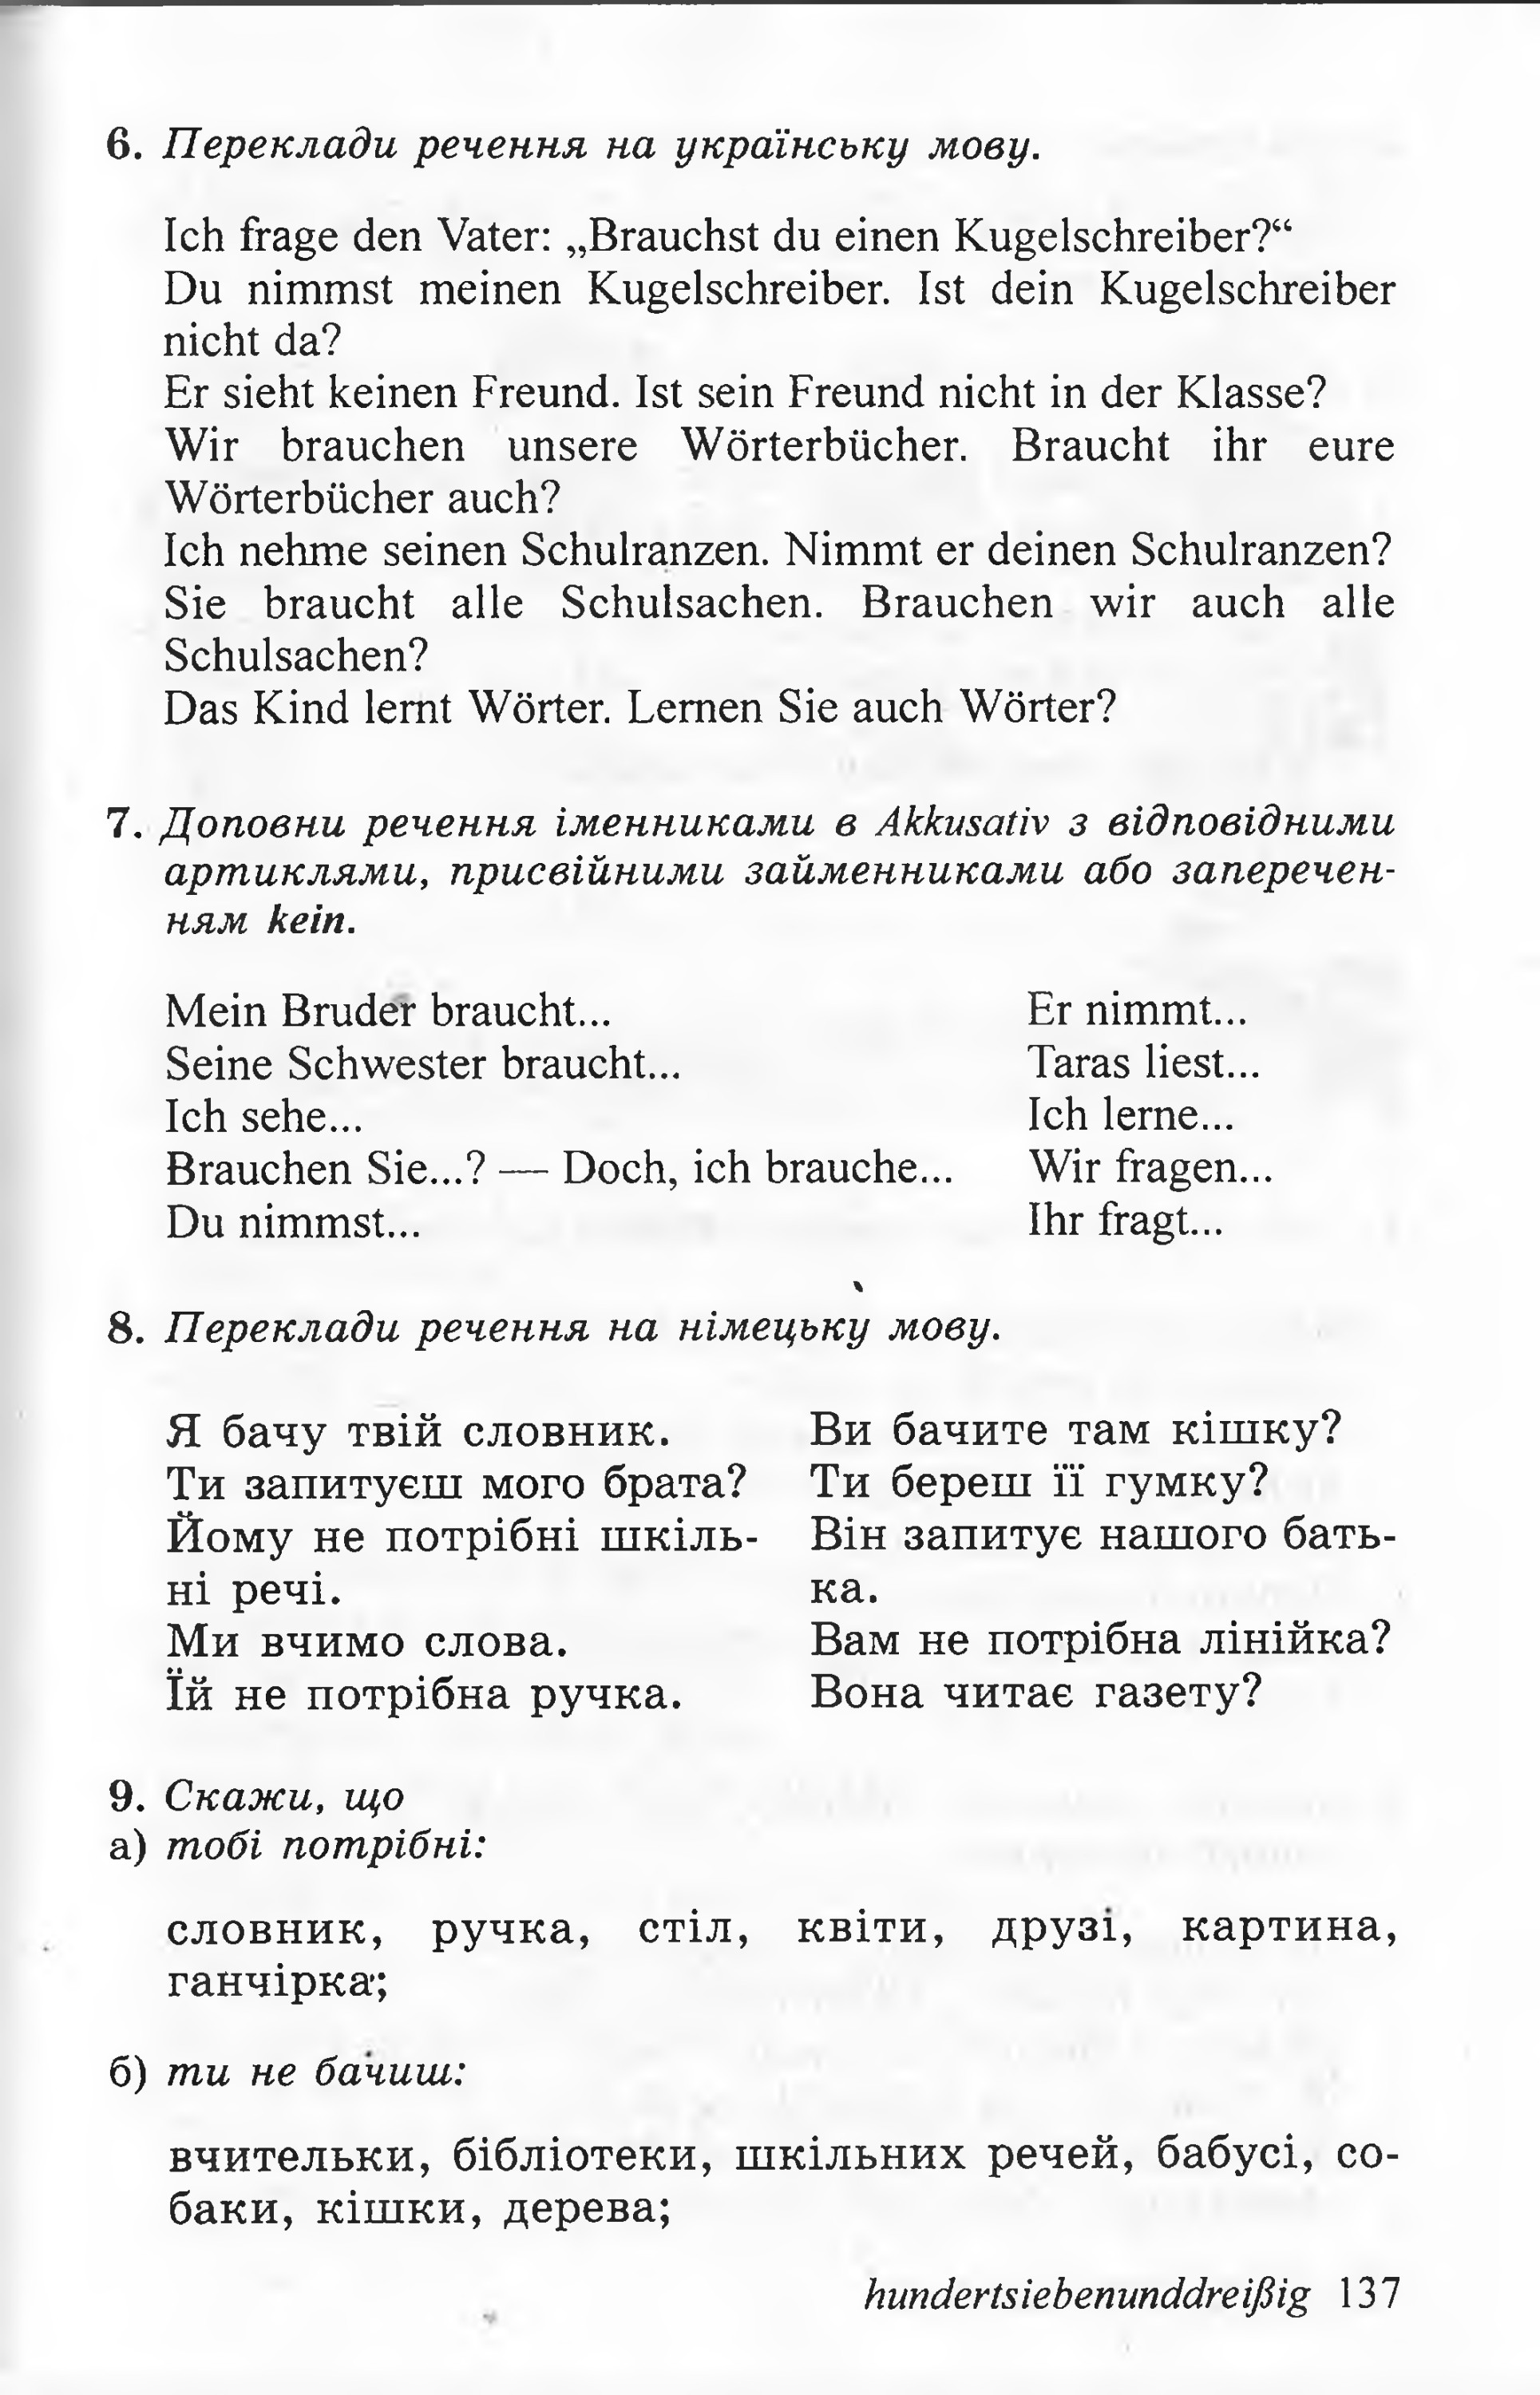 6. Переклади речення на українську мову.
Ich frage den Vater: „Brauchst du einen Kugelschreiber?“
Du nimmst meinen Kugelschreiber. Ist dein Kugelschreiber
nicht da?
Er sieht keinen Freund. Ist sein Freund nicht in der Klasse?
Wir brauchen unsere Wörterbücher. Braucht ihr eure
Wörterbücher auch?
Ich nehme seinen Schulranzen. Nimmt er deinen Schulranzen?
Sie braucht alle Schulsachen. Brauchen wir auch alle
Schulsachen?
Das Kind lernt Wörter. Lernen Sie auch Wörter?
7. Доповни речення іменниками в Akkusativ з відповідними
артиклями, присвійними займенниками або заперечен-
ням kein.
Mein Bruder braucht...
Seine Schwester braucht...
Ich sehe...
Brauchen Sie...? — Doch, ich brauche...
Du nimmst...
Er nimmt...
Taras liest...
Ich lerne...
Wir fragen...
Ihr fragt...
8. Переклади речення на німецьку мову.
Я бачу твій словник.
Ти запитуєш мого брата?
Йому не потрібні шкіль-
ні речі.
Ми вчимо слова.
Їй не потрібна ручка.
Ви бачите там кішку?
Ти береш її гумку?
Він запитує нашого бать-
ка.
Вам не потрібна лінійка?
Вона читає газету?
9. Скажи, що
а) тобі потрібні:
словник, ручка, стіл, квіти, друзі, картина,
ганчірка;
б) ти не бачиш:
вчительки, бібліотеки, шкільних речей, бабусі, со-
баки, кішки, дерева;
hundertsiebenunddreißig 137